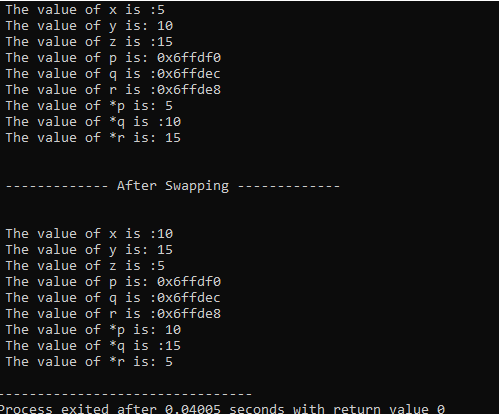 The value of x is :5
The value of y is: 10
The value of z is :15
The value of p is: 0x6ffdf0
The value of q is :0x6ffdec
The value of r is :0x6ffde8
The value of *p is: 5
The value of *q is :10
The value of *r is: 15
------------- After Swapping -------------
The value of x is :10
The value of y is: 15
The value of z is :5
The value of p is: 0x6ffdf0
The value of q is :0x6ffdec
The value of r is :0x6ffde8
The value of *p is: 10
The value of *q is :15
The value of *r is: 5
--------------------------------
Process exited after 0.04005 seconds with return value 0